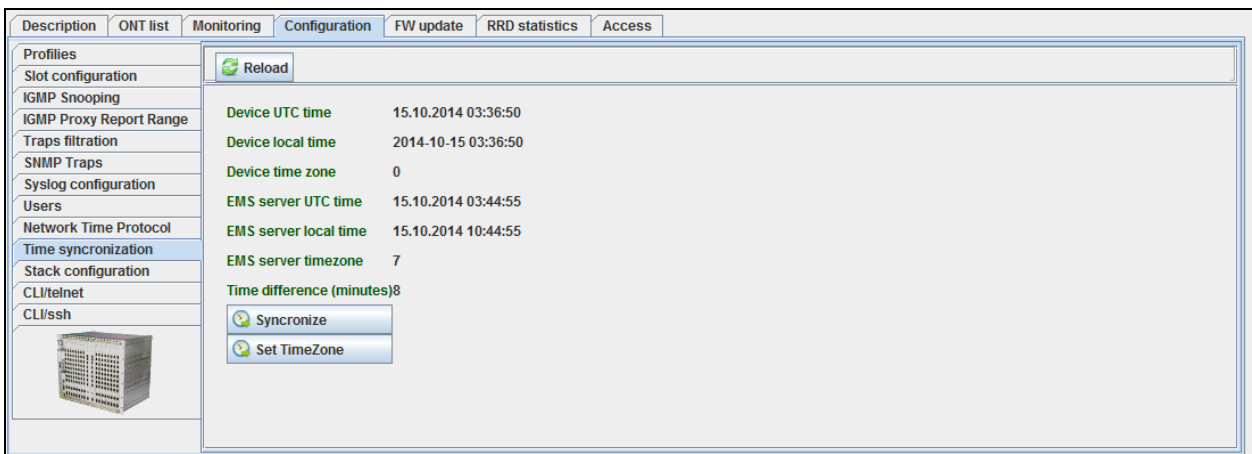 Description ONT list Monitoring Configuration FW update RRD statistics Access
Profilies
Slot configuration
IGMP Snooping
IGMP Proxy Report Range
Traps filtration
SNMP Traps
Syslog configuration
Users
Network Time Protocol
Time syncronization
Stack configuration
CLI/telnet
CLI/ssh
Reload
Device UTC time 15.10.2014 03:36:50
Device local time 2014-10-15 03:36:50
Device time zone 0
EMS server UTC time 15.10.2014 03:44:55
EMS server local time 15.10.2014 10:44:55
EMS server timezone 7
Time difference (minutes)8
Syncronize
Set TimeZone